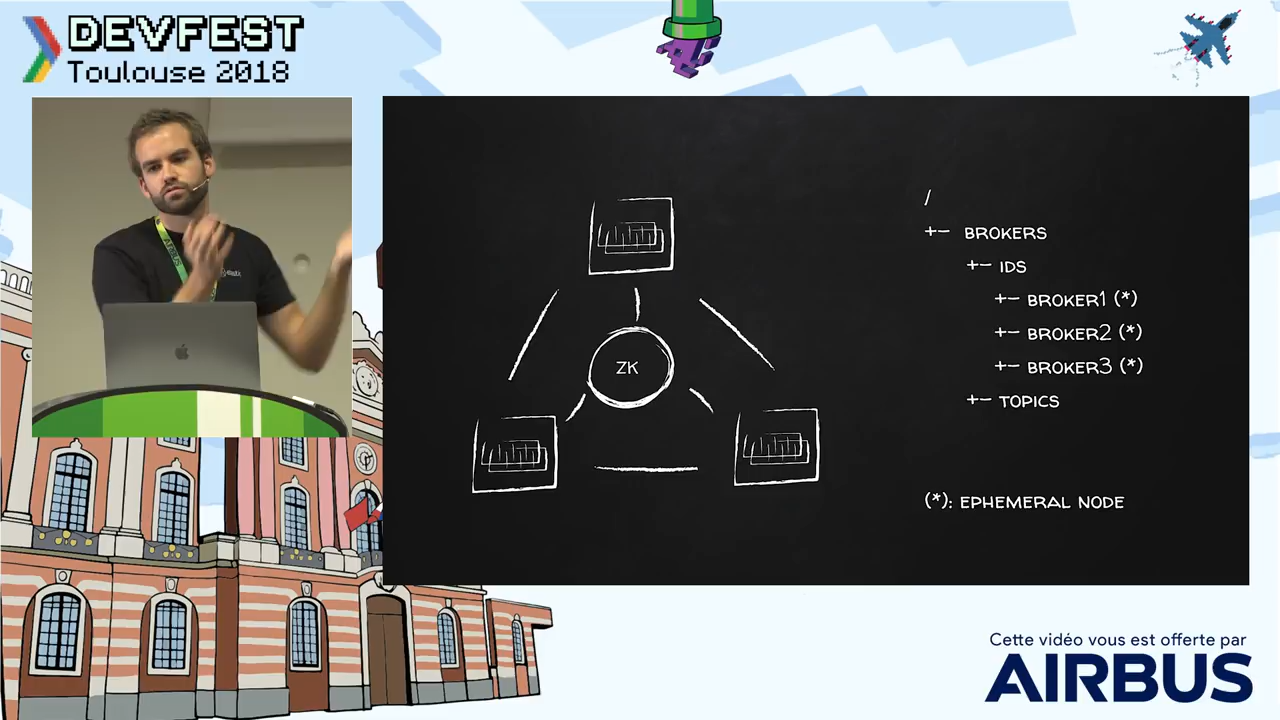 DEVFEST
Toulouse 2018
elastic
ZK
/
+- BROKERS
+- IDS
+- BROKER1 (*)
+- BROKER2 (*)
+- BROKER3 (*)
+- TOPICS
(*): EPHEMERAL NODE
Cette vidéo vous est offerte par
AIRBUS